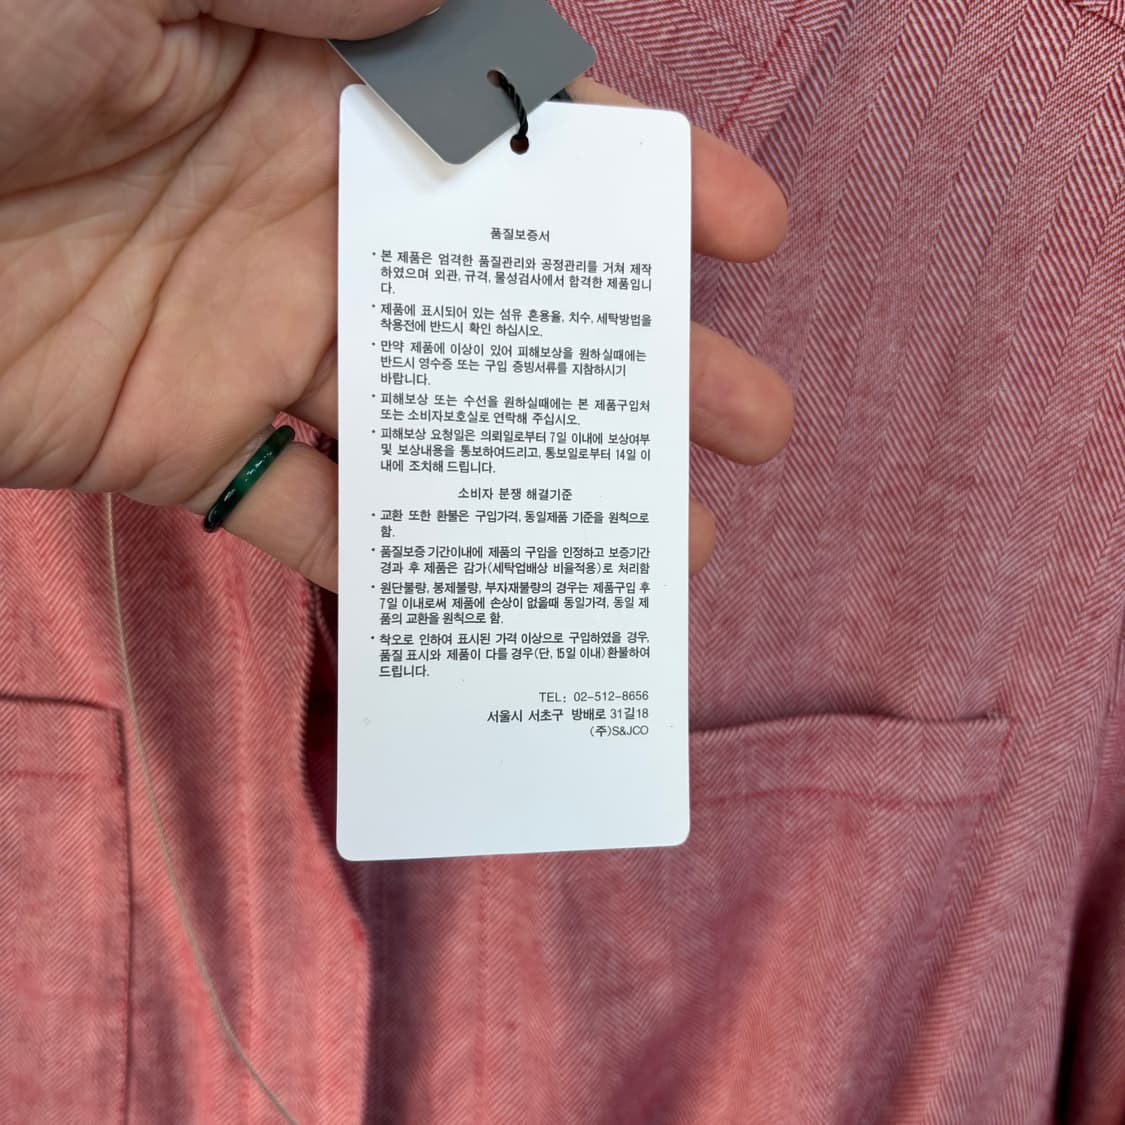 품질보증서
• 본 제품은 엄격한 품질관리와 공정관리를 거쳐 제작
하였으며 외관, 규격, 물성검사에서 합격한 제품입니
다.
• 제품에 표시되어 있는 섬유 혼용율, 치수, 세탁방법을
착용전에 반드시 확인 하십시오.
• 만약 제품에 이상이 있어 피해보상을 원하실때에는
반드시 영수증 또는 구입 증빙서류를 지참하시기
바랍니다.
• 피해보상 또는 수선을 원하실때에는 본 제품구입처
또는 소비자보호실로 연락해 주십시오.
• 피해보상 요청일은 의뢰일로부터 7일 이내에 보상여부
및 보상내용을 통보하여드리고, 통보일로부터 14일 이
내에 조치해 드립니다.
소비자 분쟁 해결기준
• 교환 또한 환불은 구입가격, 동일제품 기준을 원칙으로
함.
• 품질보증 기간이내에 제품의 구입을 인정하고 보증기간
경과 후 제품은 감가(세탁업배상 비율적용)로 처리함
• 원단불량, 봉제불량, 부자재불량의 경우는 제품구입 후
7일 이내로써 제품에 손상이 없을때 동일가격, 동일 제
품의 교환을 원칙으로 함.
• 착오로 인하여 표시된 가격 이상으로 구입하였을 경우,
품질 표시와 제품이 다를 경우(단, 15일 이내) 환불하여
드립니다.
TEL: 02-512-8656
서울시 서초구 방배로 31길18
(주)S&JCO